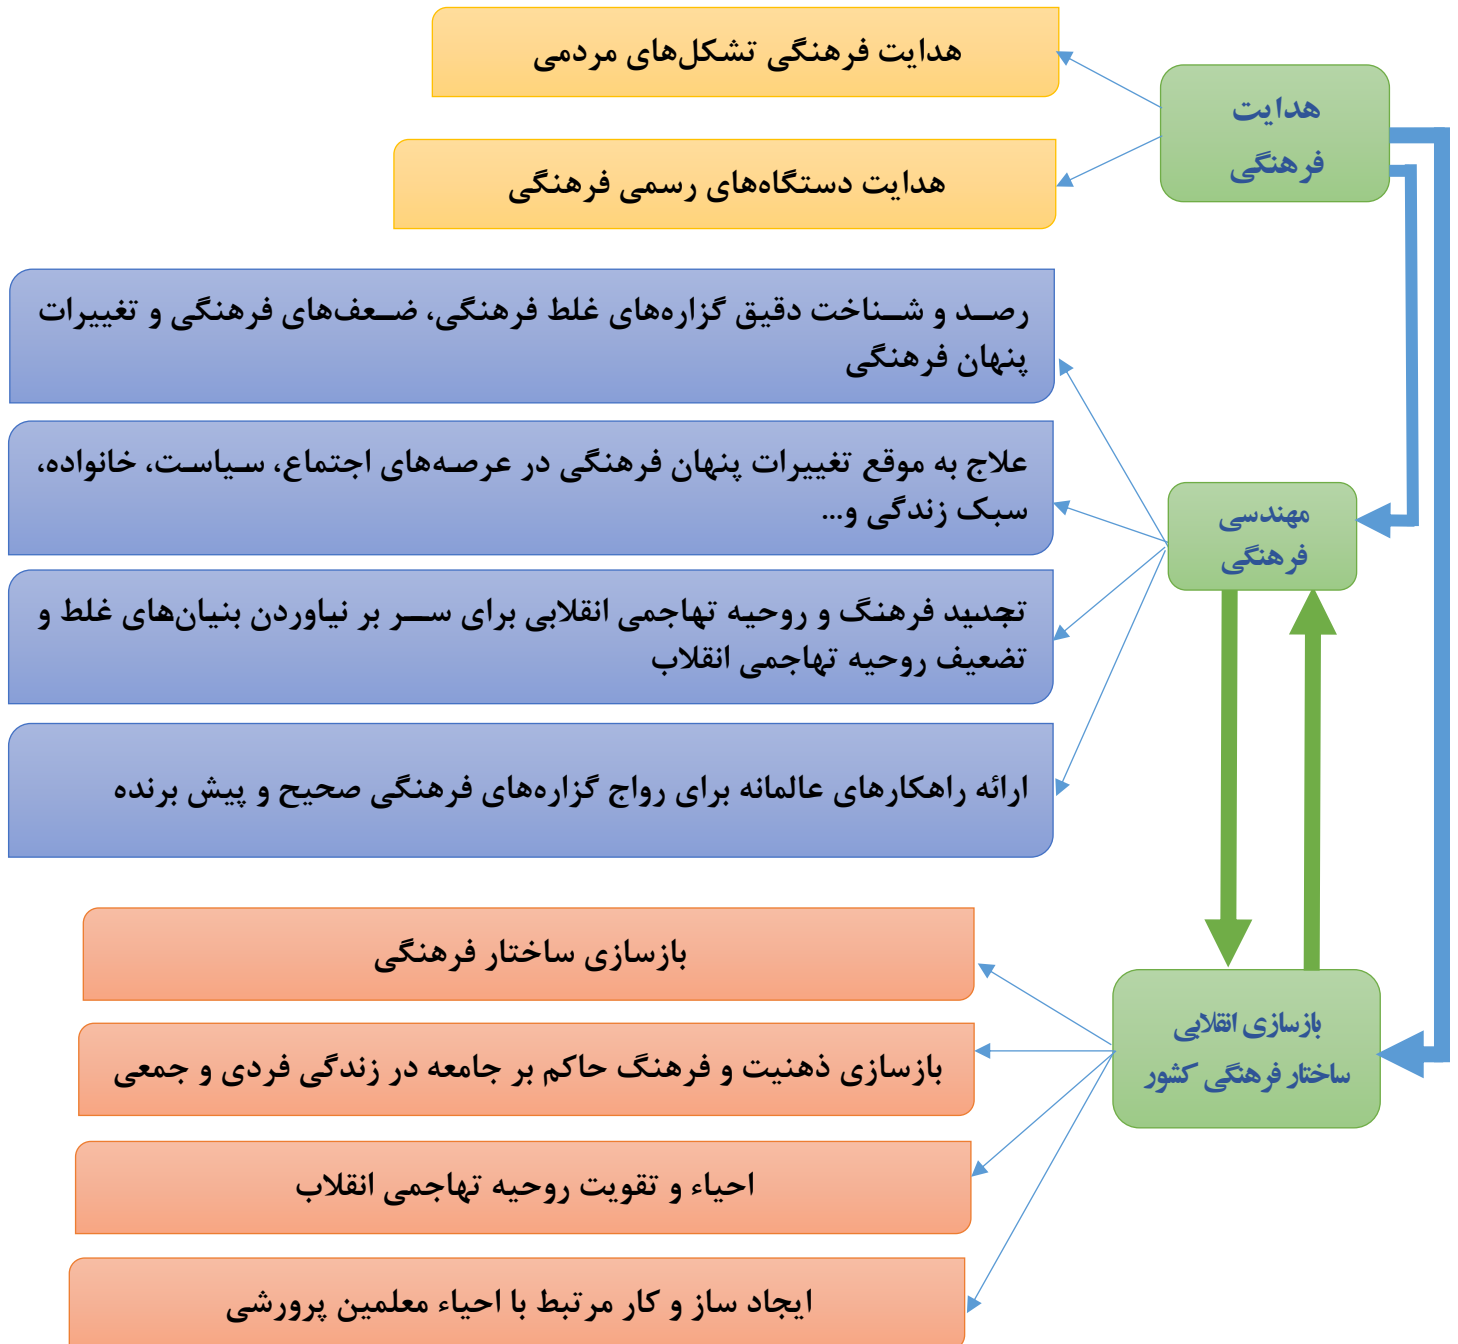 هدایت
فرهنگی
هدایت فرهنگی تشکل‌های مردمی
هدایت دستگاه‌های رسمی فرهنگی
مهندسی
فرهنگی
رصد و شناخت دقیق گزاره‌های غلط فرهنگی، ضعف‌های فرهنگی و تغییرات
پنهان فرهنگی
علاج به موقع تغییرات پنهان فرهنگی در عرصه‌های اجتماع، سیاست، خانواده،
سبک زندگی و...
تجدید فرهنگ و روحیه تهاجمی انقلابی برای سر بر نیاوردن بنیان‌های غلط و
تضعیف روحیه تهاجمی انقلاب
ارائه راهکارهای عالمانه برای رواج گزاره‌های فرهنگی صحیح و پیش برنده
بازسازی انقلابی
ساختار فرهنگی کشور
بازسازی ساختار فرهنگی
بازسازی ذهنیت و فرهنگ حاکم بر جامعه در زندگی فردی و جمعی
احیاء و تقویت روحیه تهاجمی انقلاب
ایجاد ساز و کار مرتبط با احیاء معلمین پرورشی